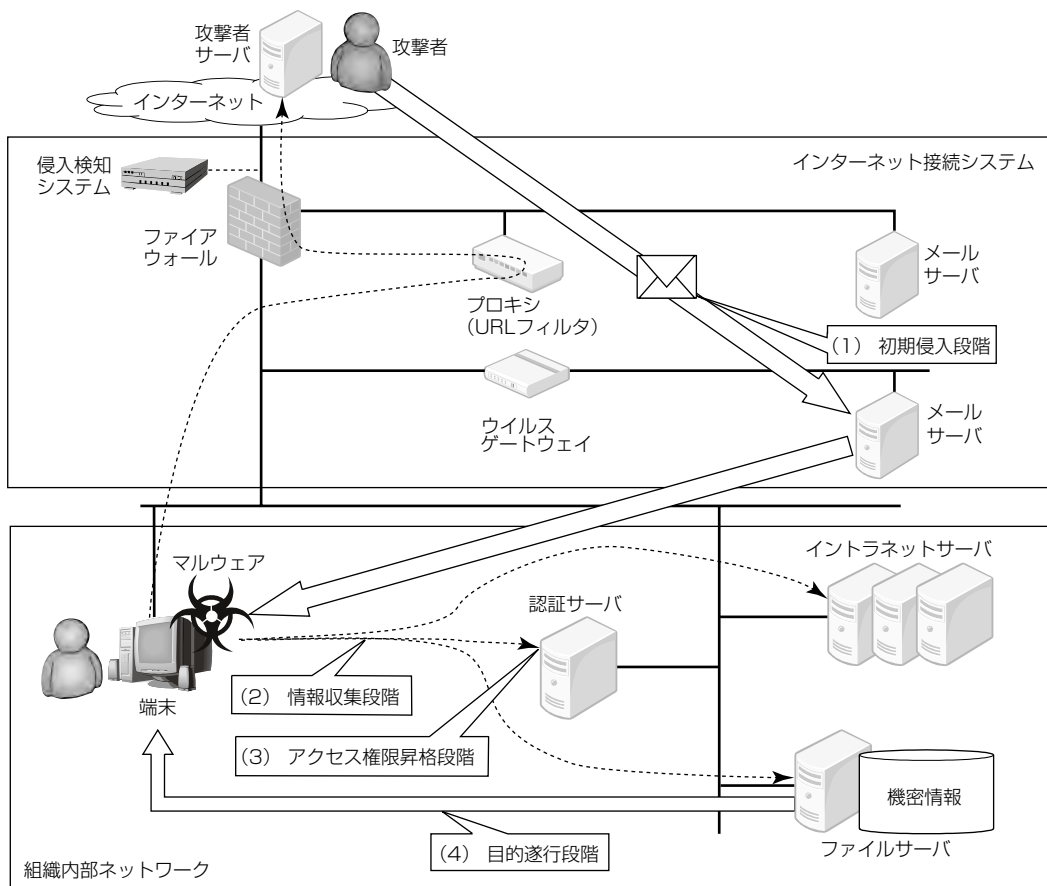 攻撃者
サーバ
攻撃者
インターネット
侵入検知
システム
インターネット接続システム
ファイア
ウォール
プロキシ
(URLフィルタ)
メール
サーバ
(1) 初期侵入段階
ウイルス
ゲートウェイ
メール
サーバ
マルウェア
イントラネットサーバ
認証サーバ
端末
(2) 情報収集段階
(3) アクセス権限昇格段階
機密情報
ファイルサーバ
(4) 目的遂行段階
組織内部ネットワーク